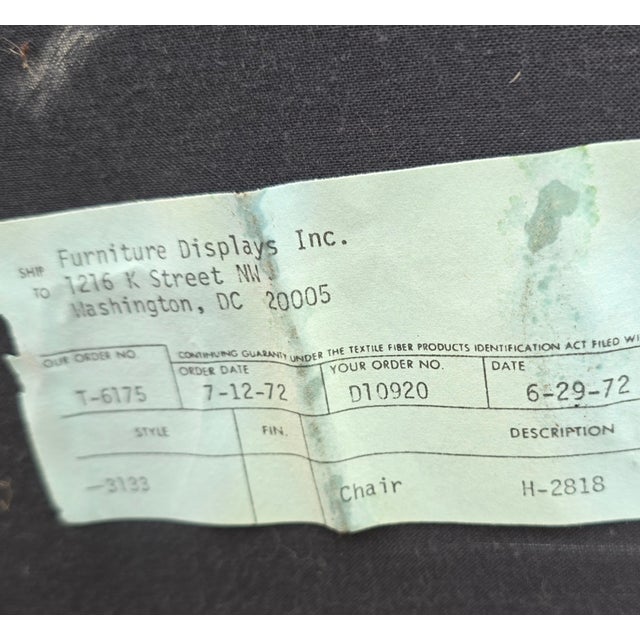 SHIP TO
Furniture Displays Inc.
1216 K Street NW
Washington, DC 20005
CONTINUING GUARANTY UNDER THE TEXTILE FIBER PRODUCTS IDENTIFICATION ACT FILED WI
OUR ORDER NO. ORDER DATE YOUR ORDER NO. DATE
T-6175 7-12-72 D10920 6-29-72
STYLE FIN. DESCRIPTION
-3133 Chair H-2818